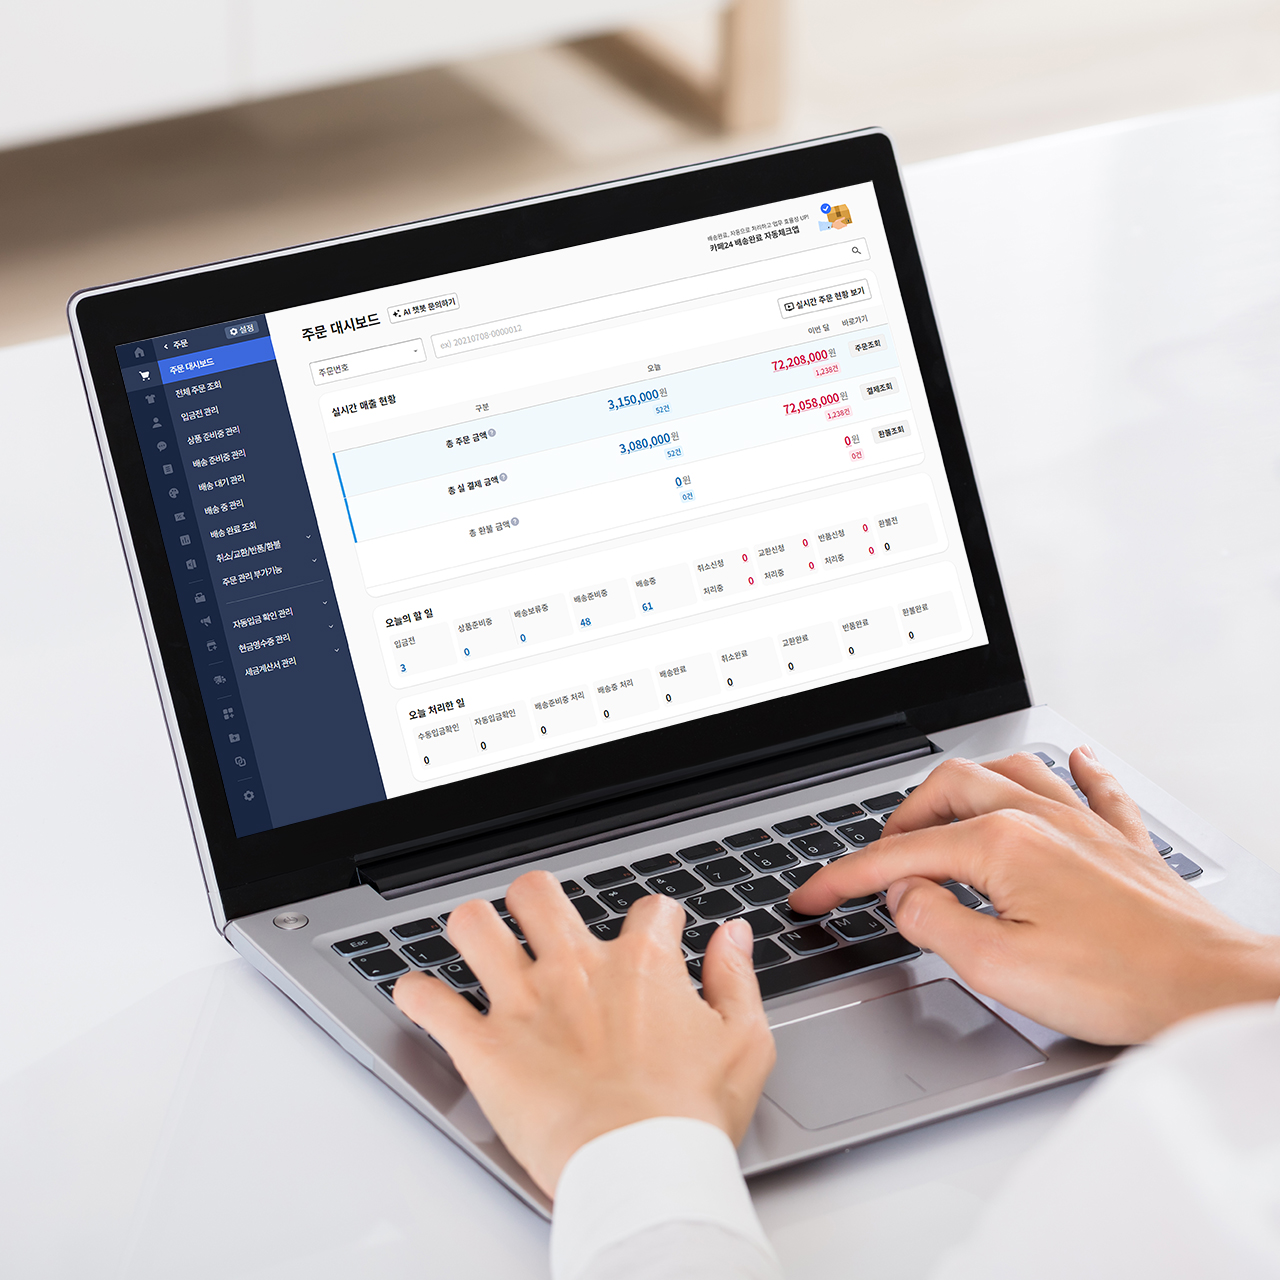 배송완료, 자동으로 처리하고 업무 효율성 UP!
카페24 배송완료 자동체크앱
주문 대시보드
AI 챗봇 문의하기
주문번호
ex) 20210708-0000012
실시간 주문 현황 보기
주문
설정
주문 대시보드
전체 주문 조회
입금전 관리
상품 준비중 관리
배송 준비중 관리
배송 대기 관리
배송 중 관리
배송 완료 조회
취소/교환/반품/환불
주문 관리 부가기능
자동입금 확인 관리
현금영수증 관리
세금계산서 관리
실시간 매출 현황
구분 오늘 이번 달 바로가기
총 주문 금액 3,150,000원 72,208,000원 주문조회
52건 1,238건
총 실 결제 금액 3,080,000원 72,058,000원 결제조회
52건 1,238건
총 환불 금액 0원 0원 환불조회
0건 0건
오늘의 할 일
입금전 상품준비중 배송보류중 배송준비중 배송중 취소신청 0 교환신청 0 반품신청 0 환불전
3 0 0 48 61 처리중 0 처리중 0 처리중 0 0
오늘 처리한 일
수동입금확인 자동입금확인 배송준비중 처리 배송중 처리 배송완료 취소완료 교환완료 반품완료 환불완료
0 0 0 0 0 0 0 0 0
Esc